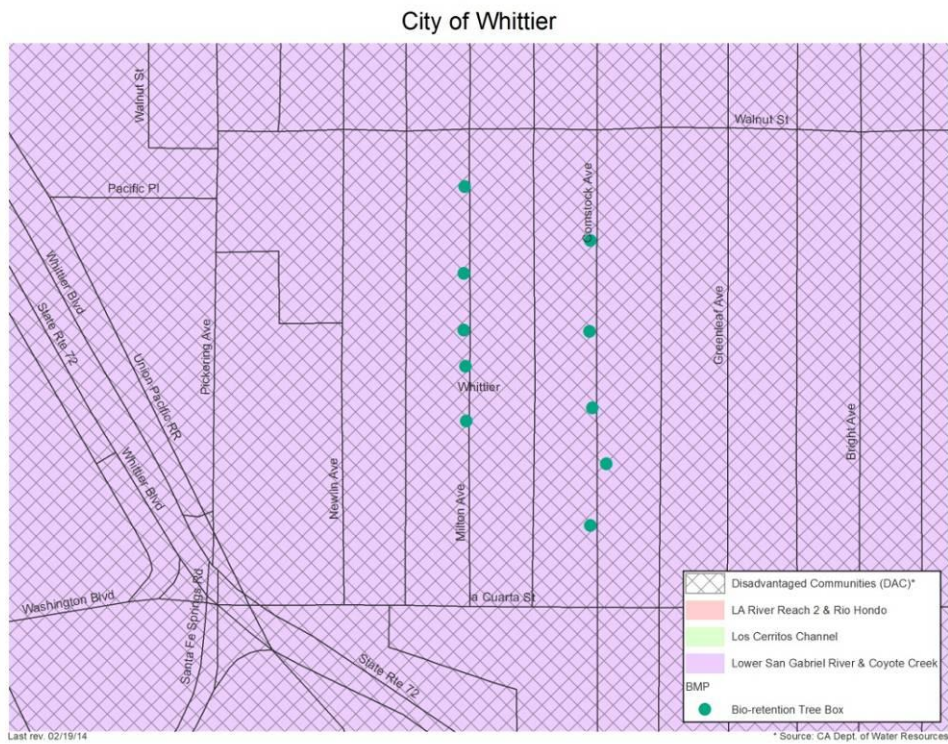 City of Whittier
Walnut St
Walnut St
Pacific Pl
Comstock Ave
Whittier Blvd
State Rte 72
Union Pacific RR
Pickering Ave
Greenleaf Ave
Whittier
Bright Ave
Whittier Blvd
Newlin Ave
Milton Ave
Washington Blvd
Santa Fe Springs Rd
la Cuarta St
State Rte 72
Disadvantaged Communities (DAC)*
LA River Reach 2 & Rio Hondo
Los Cerritos Channel
Lower San Gabriel River & Coyote Creek
BMP
Bio-retention Tree Box
Last rev. 02/19/14
* Source: CA Dept. of Water Resources